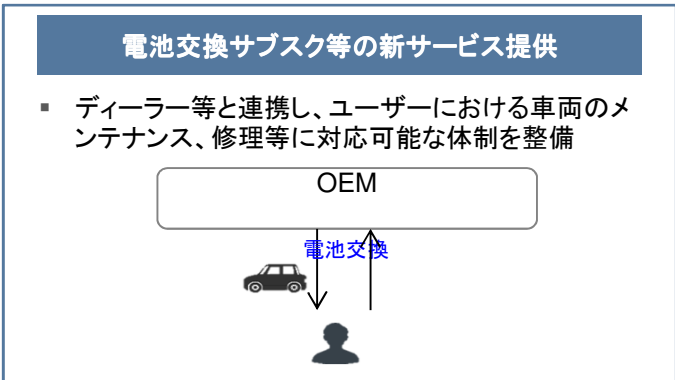 電池交換サブスク等の新サービス提供
▪ ディーラー等と連携し、ユーザーにおける車両のメ
ンテナンス、修理等に対応可能な体制を整備
OEM
電池交換